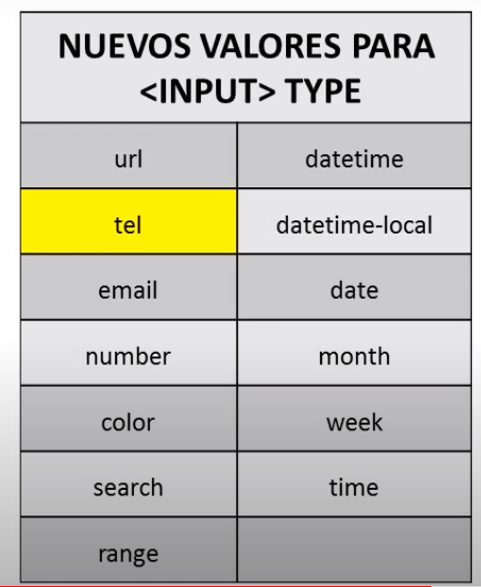 NUEVOS VALORES PARA
<INPUT> TYPE
url datetime
tel datetime-local
email date
number month
color week
search time
range